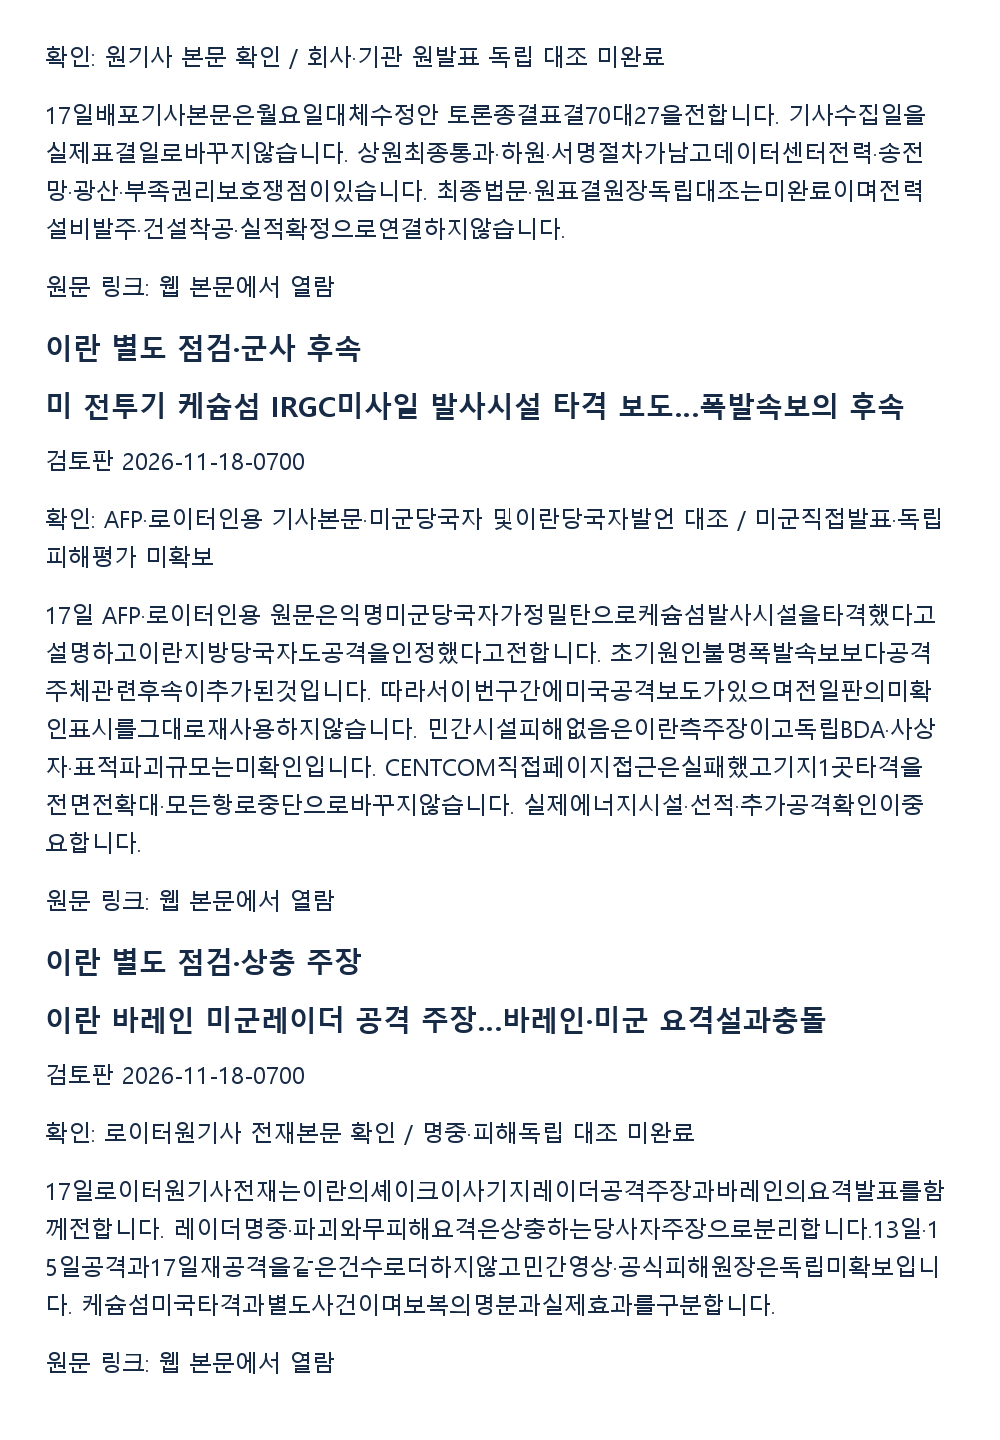 확인: 원기사 본문 확인 / 회사·기관 원발표 독립 대조 미완료
17일배포기사본문은월요일대체수정안 토론종결표결70대27을전합니다. 기사수집일을
실제표결일로바꾸지않습니다. 상원최종통과·하원·서명절차가남고데이터센터전력·송전
망·광산·부족권리보호쟁점이있습니다. 최종법문·원표결원장독립대조는미완료이며전력
설비발주·건설착공·실적확정으로연결하지않습니다.
원문 링크: 웹 본문에서 열람
이란 별도 점검·군사 후속
미 전투기 케슘섬 IRGC미사일 발사시설 타격 보도...폭발속보의 후속
검토판 2026-11-18-0700
확인: AFP·로이터인용 기사본문·미군당국자 및이란당국자발언 대조 / 미군직접발표·독립
피해평가 미확보
17일 AFP·로이터인용 원문은익명미군당국자가정밀탄으로케슘섬발사시설을타격했다고
설명하고이란지방당국자도공격을인정했다고전합니다. 초기원인불명폭발속보보다공격
주체관련후속이추가된것입니다. 따라서이번구간에미국공격보도가있으며전일판의미확
인표시를그대로재사용하지않습니다. 민간시설피해없음은이란측주장이고독립BDA·사상
자·표적파괴규모는미확인입니다. CENTCOM직접페이지접근은실패했고기지1곳타격을
전면전확대·모든항로중단으로바꾸지않습니다. 실제에너지시설·선적·추가공격확인이중
요합니다.
원문 링크: 웹 본문에서 열람
이란 별도 점검·상충 주장
이란 바레인 미군레이더 공격 주장...바레인·미군 요격설과충돌
검토판 2026-11-18-0700
확인: 로이터원기사 전재본문 확인 / 명중·피해독립 대조 미완료
17일로이터원기사전재는이란의셰이크이사기지레이더공격주장과바레인의요격발표를함
께전합니다. 레이더명중·파괴와무피해요격은상충하는당사자주장으로분리합니다.13일·1
5일공격과17일재공격을같은건수로더하지않고민간영상·공식피해원장은독립미확보입니
다. 케슘섬미국타격과별도사건이며보복의명분과실제효과를구분합니다.
원문 링크: 웹 본문에서 열람